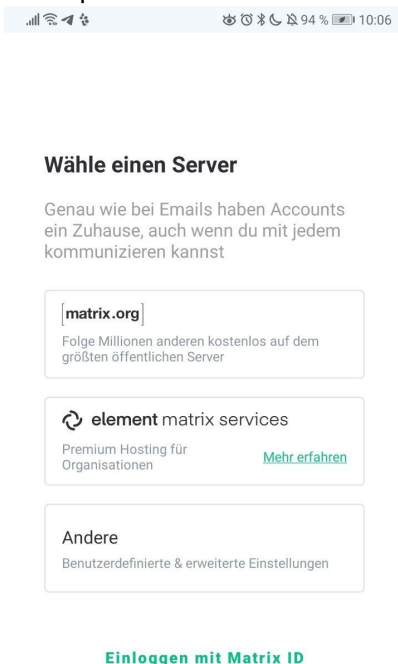 94 % 10:06
Wähle einen Server
Genau wie bei Emails haben Accounts
ein Zuhause, auch wenn du mit jedem
kommunizieren kannst
[matrix.org]
Folge Millionen anderen kostenlos auf dem
größten öffentlichen Server
element matrix services
Premium Hosting für
Organisationen
Mehr erfahren
Andere
Benutzerdefinierte & erweiterte Einstellungen
Einloggen mit Matrix ID